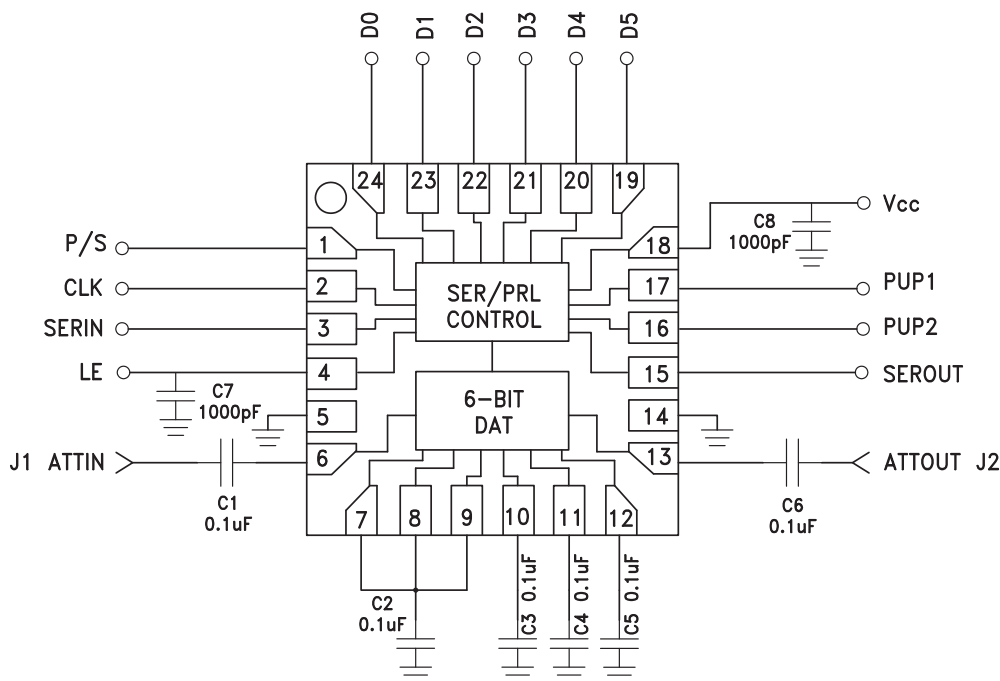 D0 D1 D2 D3 D4 D5
24 23 22 21 20 19
P/S 1 18 C8 1000pF Vcc
CLK 2 17 PUP1
SERIN 3 16 PUP2
LE 4 15 SEROUT
SER/PRL
CONTROL
C7
1000pF
5 14
6-BIT
DAT
J1 ATTIN 6 13 ATTOUT J2
C1
0.1uF
C6
0.1uF
7 8 9 10 11 12
C2
0.1uF
C3 0.1uF
C4 0.1uF
C5 0.1uF